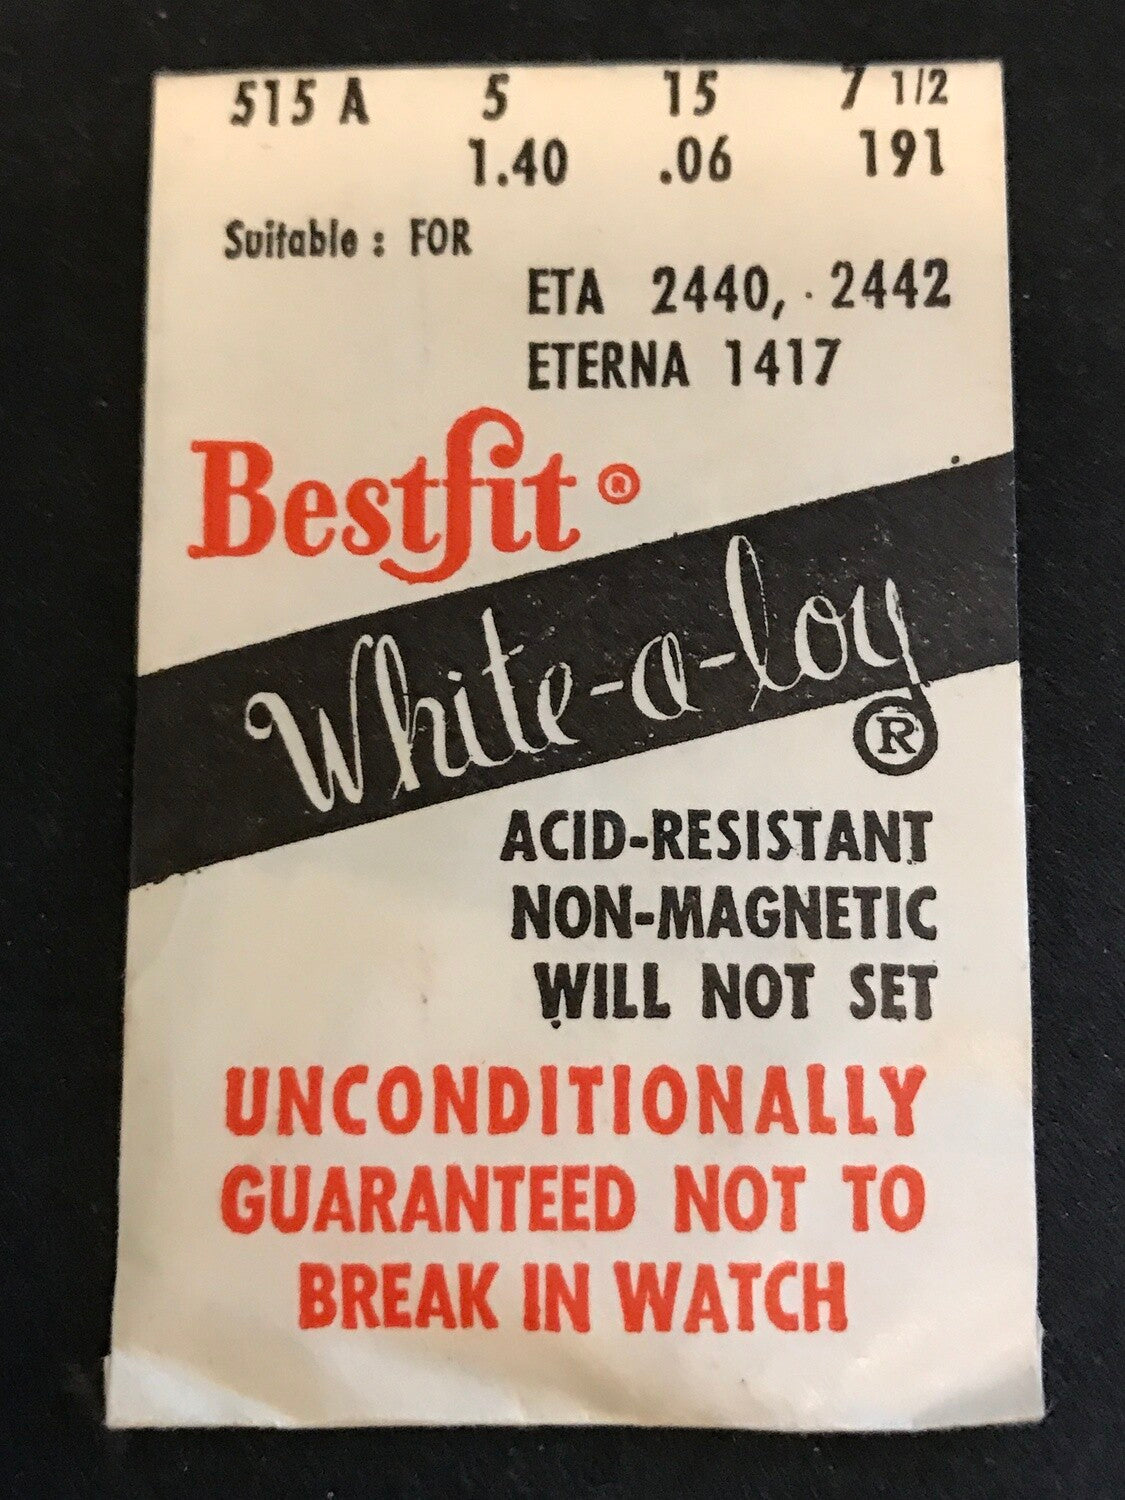 515 A 5 15 7 1/2
1.40 .06 191
Suitable : FOR
ETA 2440, 2442
ETERNA 1417
Bestfit ®
White-a-loy
®
ACID-RESISTANT
NON-MAGNETIC
WILL NOT SET
UNCONDITIONALLY
GUARANTEED NOT TO
BREAK IN WATCH